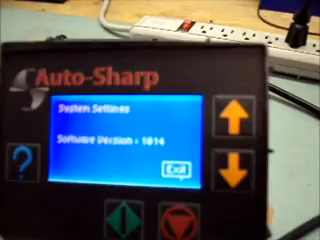 Auto-Sharp
System Settings
Software Version : 1014
Exit
?